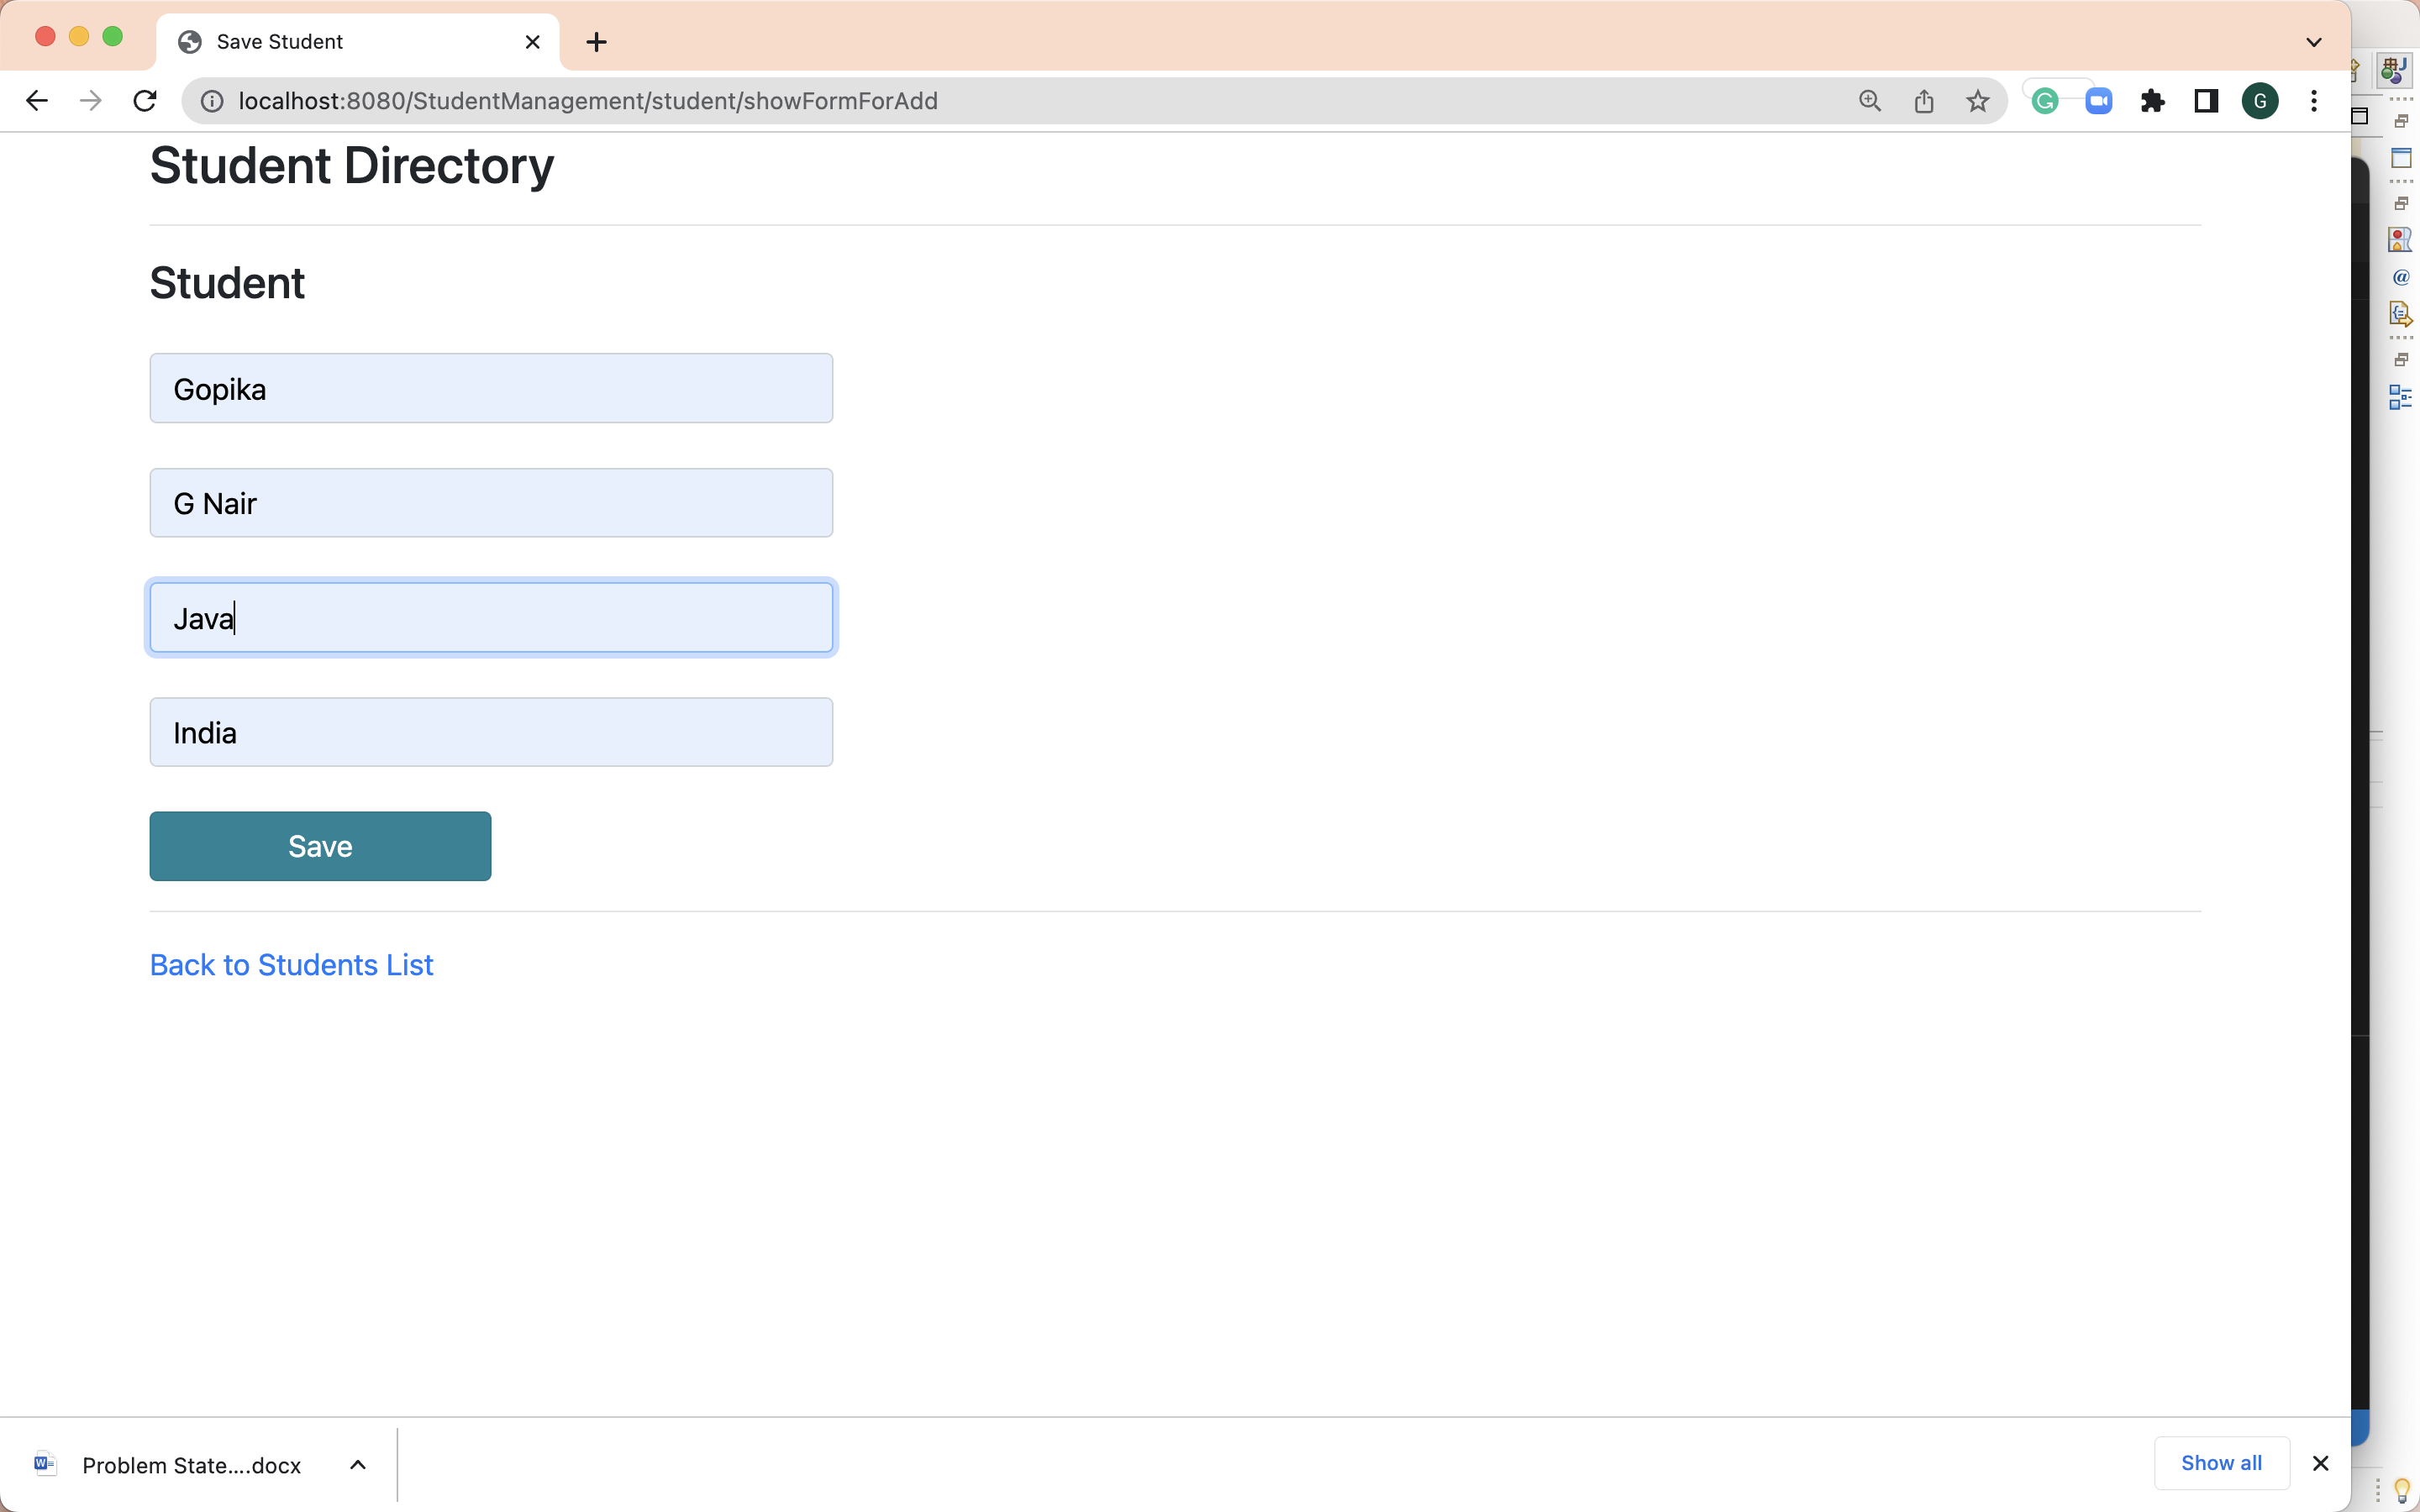 Save Student
localhost:8080/StudentManagement/student/showFormForAdd
G
Student Directory
Student
Gopika
G Nair
Java
India
Save
Back to Students List
Problem State....docx
Show all